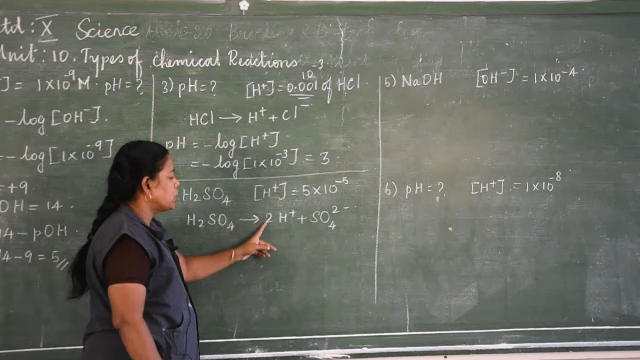 td: X Science
Unit: 10. Types of chemical Reactions
] = 1×10⁻⁹M. pH=?
-log[OH⁻].
-log[1×10⁻⁹]
= +9
OH = 14.
14 - pOH.
14 - 9 = 5//
3) pH=? [H⁺] = 0.001 of HCl
10⁻³
HCl → H⁺ + Cl⁻
pH = -log[H⁺]
= -log[1×10⁻³] = 3.
H₂SO₄ [H⁺] = 5×10⁻⁵
H₂SO₄ → 2H⁺ + SO₄²⁻
5) NaOH [OH⁻] = 1×10⁻⁴
6) pH=? [H⁺] = 1×10⁻⁸